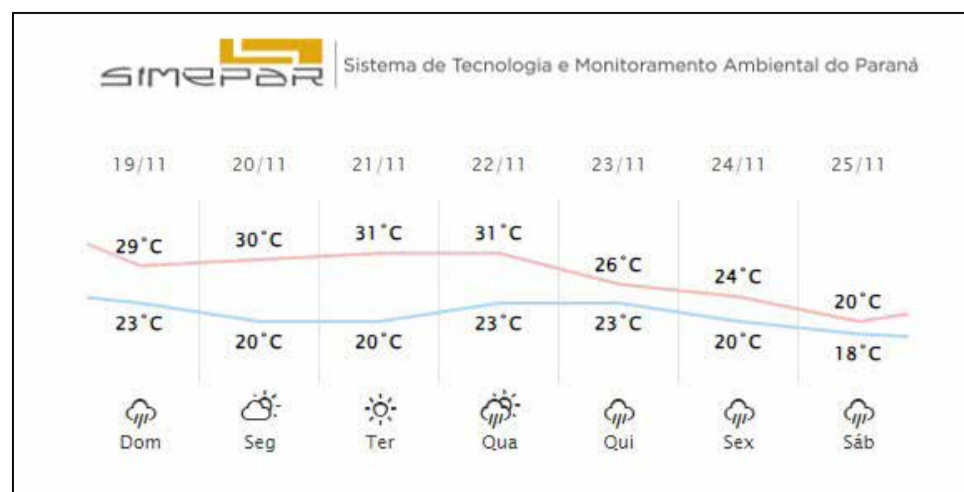 SIMEPAR
Sistema de Tecnologia e Monitoramento Ambiental do Paraná
19/11 20/11 21/11 22/11 23/11 24/11 25/11
29°C 30°C 31°C 31°C 26°C 24°C 20°C
23°C 20°C 20°C 23°C 23°C 20°C 18°C
Dom Seg Ter Qua Qui Sex Sáb